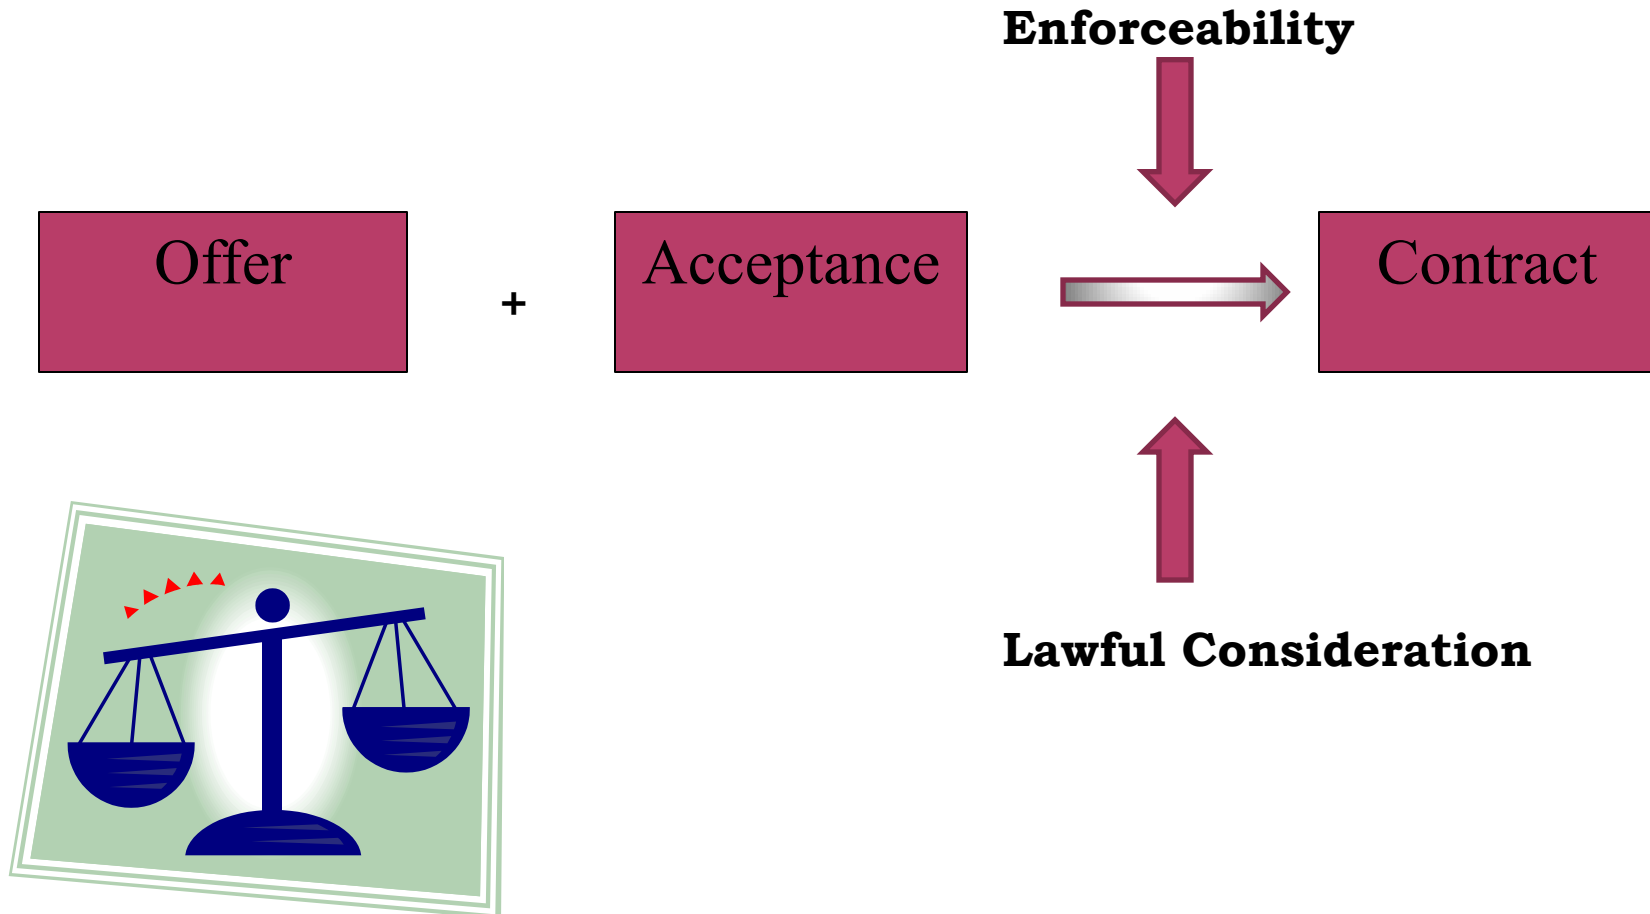 Enforceability
Offer
+
Acceptance
Contract
Lawful Consideration